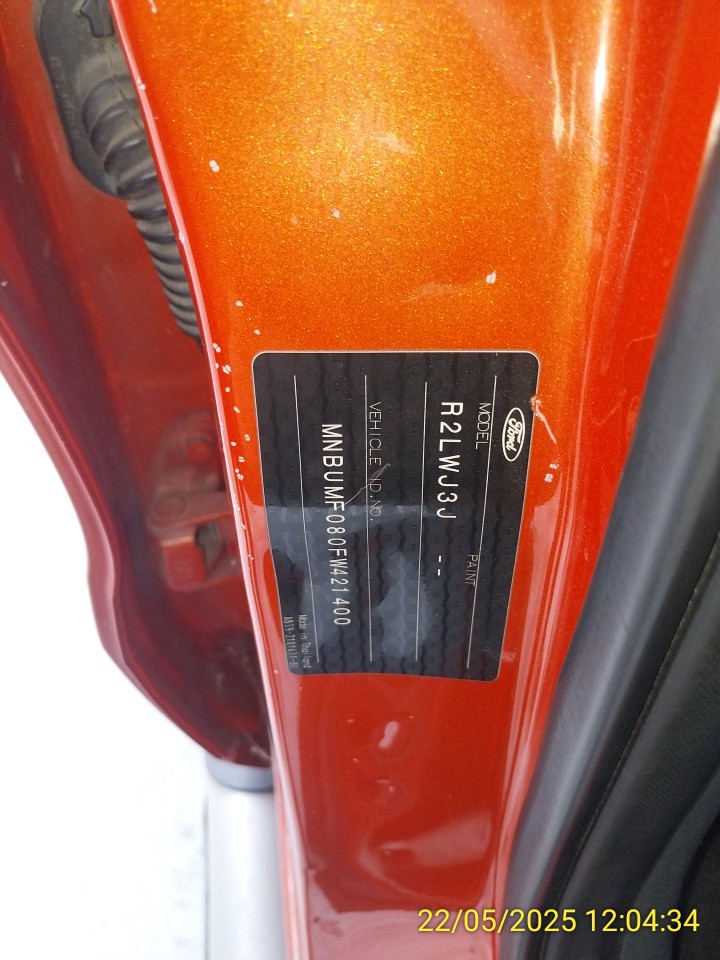 Ford
MODEL PAINT
R2LWJ3J --
VEHICLE ID.NO.
MNBUMF080FW421400
Made in Thailand
22/05/2025 12:04:34